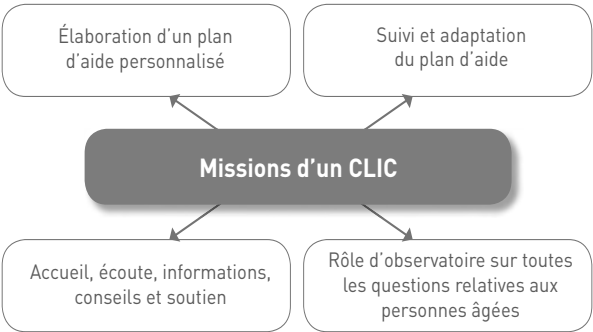 Élaboration d'un plan
d'aide personnalisé
Suivi et adaptation
du plan d'aide
Missions d'un CLIC
Accueil, écoute, informations,
conseils et soutien
Rôle d'observatoire sur toutes
les questions relatives aux
personnes âgées